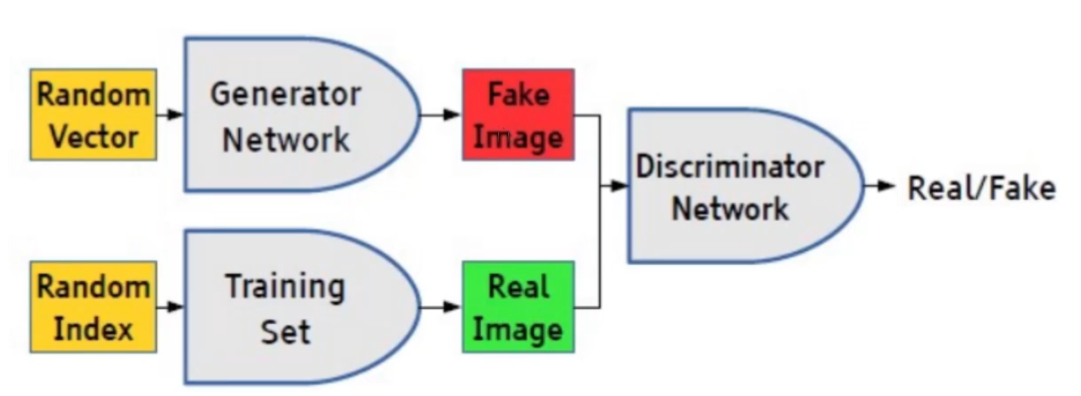 Random
Vector
Generator
Network
Fake
Image
Discriminator
Network
Real/Fake
Random
Index
Training
Set
Real
Image